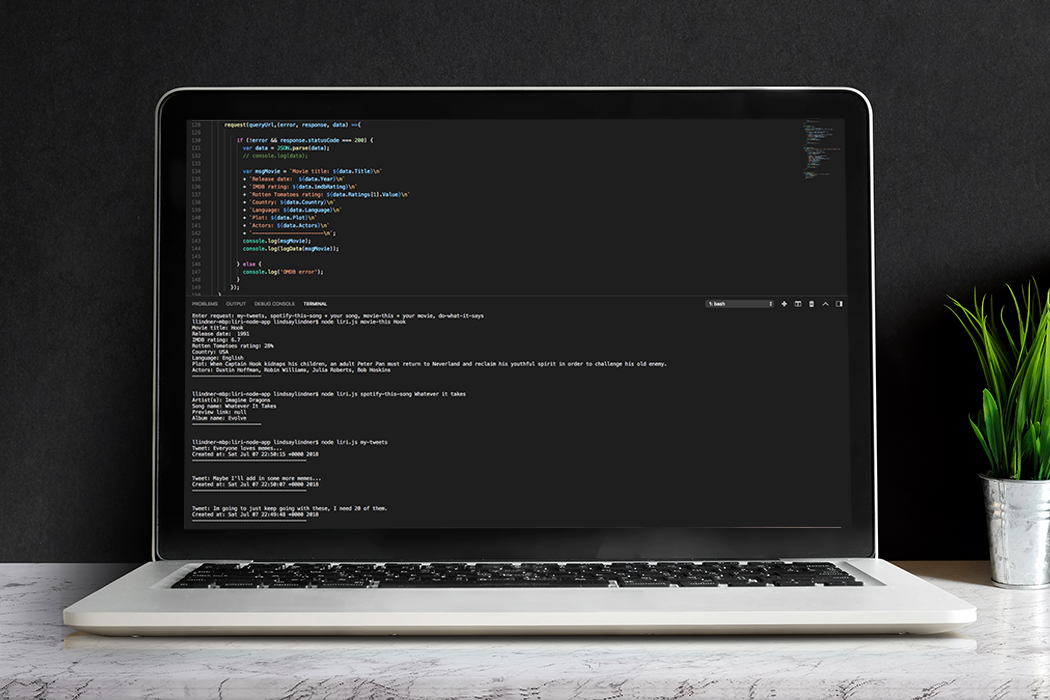 128 request(queryUrl,(error, response, data) =>{
129
130 if (!error && response.statusCode === 200) {
131 var data = JSON.parse(data);
132 // console.log(data);
133
134 var msgMovie = `Movie title: ${data.Title}\n`
135 + `Release date:  ${data.Year}\n`
136 + `IMDB rating: ${data.imdbRating}\n`
137 + `Rotten Tomatoes rating: ${data.Ratings[1].Value}\n`
138 + `Country: ${data.Country}\n`
139 + `Language: ${data.Language}\n`
140 + `Plot: ${data.Plot}\n`
141 + `Actors: ${data.Actors}\n`
142 + `-----------------------\n`;
143 console.log(msgMovie);
144 console.log(logData(msgMovie));
145
146 } else {
147 console.log('OMDB error');
148 }
149 });
150 }
PROBLEMS OUTPUT DEBUG CONSOLE TERMINAL 1: bash
Enter request: my-tweets, spotify-this-song + your song, movie-this + your movie, do-what-it-says
llindner-mbp:liri-node-app lindsaylindner$ node liri.js movie-this Hook
Movie title: Hook
Release date:  1991
IMDB rating: 6.7
Rotten Tomatoes rating: 28%
Country: USA
Language: English
Plot: When Captain Hook kidnaps his children, an adult Peter Pan must return to Neverland and reclaim his youthful spirit in order to challenge his old enemy.
Actors: Dustin Hoffman, Robin Williams, Julia Roberts, Bob Hoskins
-----------------------
llindner-mbp:liri-node-app lindsaylindner$ node liri.js spotify-this-song Whatever it takes
Artist(s): Imagine Dragons
Song name: Whatever It Takes
Preview link: null
Album name: Evolve
-----------------------
llindner-mbp:liri-node-app lindsaylindner$ node liri.js my-tweets
Tweet: Everyone loves memes...
Created at: Sat Jul 07 22:50:15 +0000 2018
--------------------------------------
Tweet: Maybe I'll add in some more memes...
Created at: Sat Jul 07 22:50:07 +0000 2018
--------------------------------------
Tweet: Im going to just keep going with these, I need 20 of them.
Created at: Sat Jul 07 22:49:48 +0000 2018
--------------------------------------